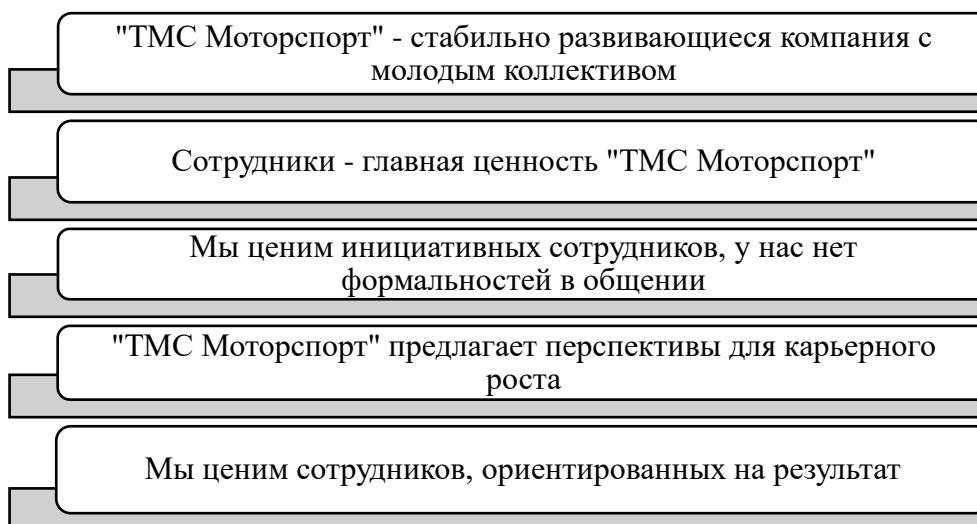 "ТМС Моторспорт" - стабильно развивающиеся компания с
молодым коллективом
Сотрудники - главная ценность "ТМС Моторспорт"
Мы ценим инициативных сотрудников, у нас нет
формальностей в общении
"ТМС Моторспорт" предлагает перспективы для карьерного
роста
Мы ценим сотрудников, ориентированных на результат